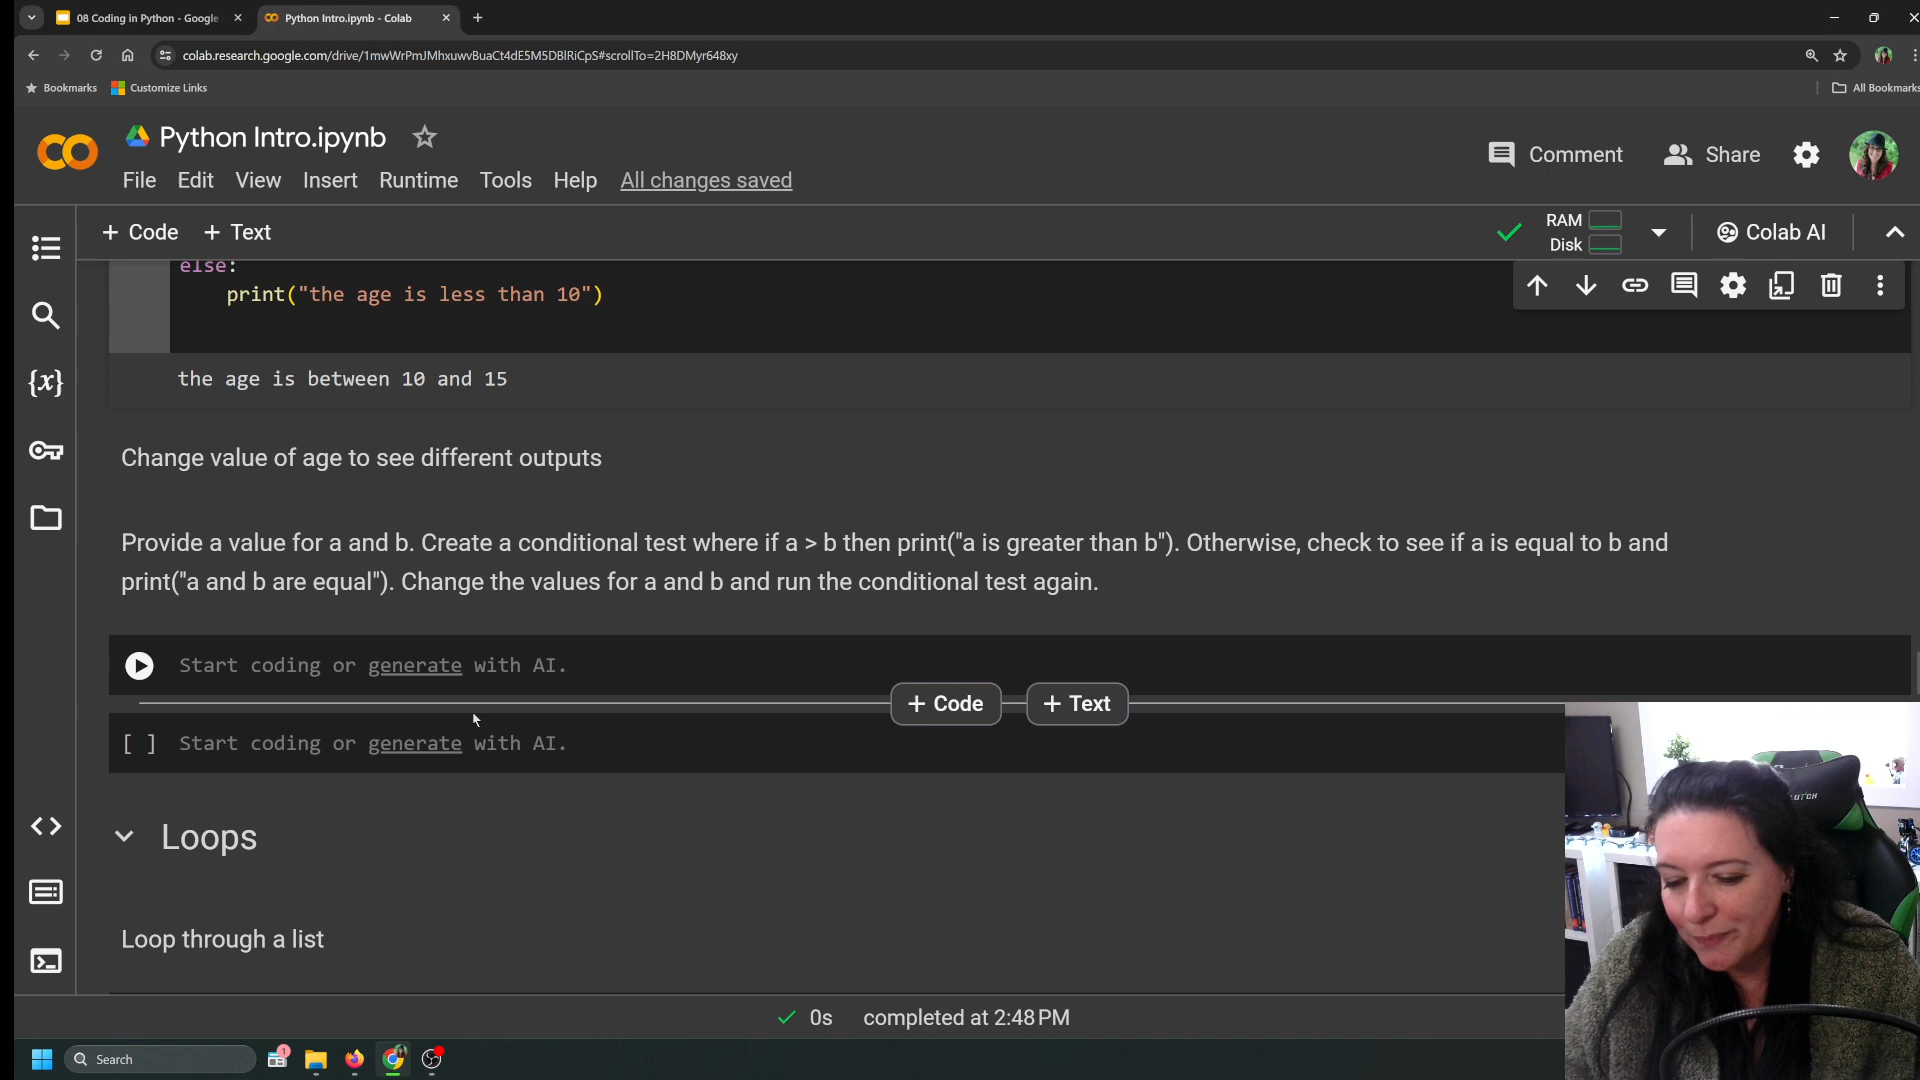 08 Coding in Python - Google
Python Intro.ipynb - Colab
colab.research.google.com/drive/1mwWrPmJMhxuwvBuaCt4dE5M5DBlRiCpS#scrollTo=2H8DMyr648xy
Bookmarks
Customize Links
All Bookmarks
Python Intro.ipynb
Comment
Share
File Edit View Insert Runtime Tools Help All changes saved
+ Code + Text
RAM
Disk
Colab AI
else:
print("the age is less than 10")
the age is between 10 and 15
Change value of age to see different outputs
Provide a value for a and b. Create a conditional test where if a > b then print("a is greater than b"). Otherwise, check to see if a is equal to b and
print("a and b are equal"). Change the values for a and b and run the conditional test again.
Start coding or generate with AI.
+ Code
+ Text
[ ] Start coding or generate with AI.
Loops
Loop through a list
0s completed at 2:48 PM
Search
1